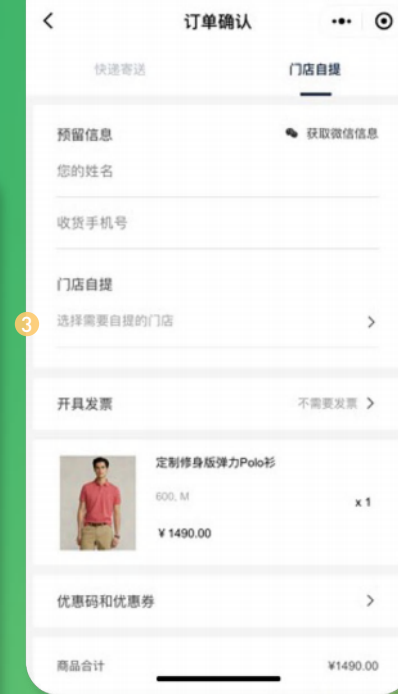 订单确认
快递寄送 门店自提
预留信息 获取微信信息
您的姓名
收货手机号
门店自提
3 选择需要自提的门店
开具发票 不需要发票
定制修身版弹力Polo衫
600, M
x 1
¥ 1490.00
优惠码和优惠券
商品合计 ¥1490.00